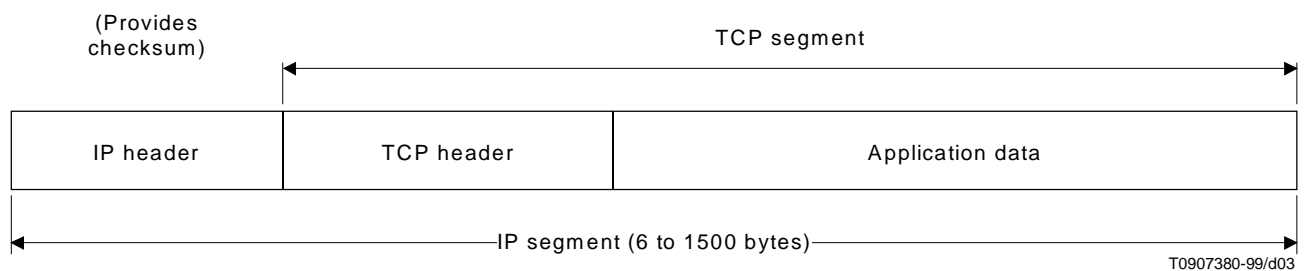 (Provides
checksum)
TCP segment
IP header
TCP header
Application data
IP segment (6 to 1500 bytes)
T0907380-99/d03